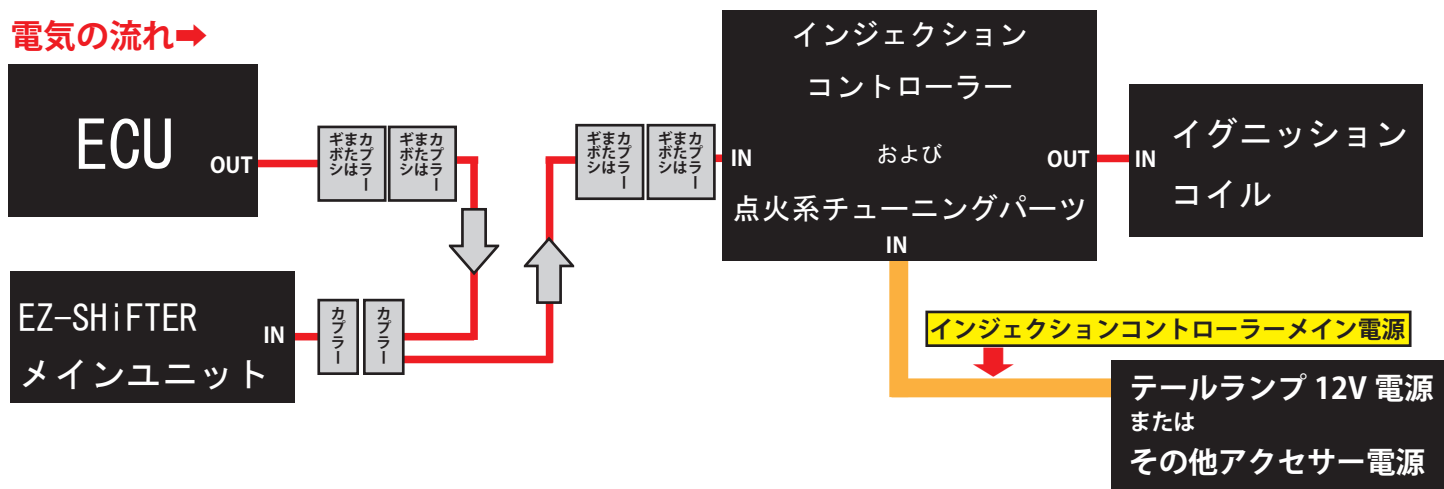 電気の流れ➡
ECU
OUT
カプラー
または
ギボシ
カプラー
または
ギボシ
EZ-SHiFTER
メインユニット
IN
カプラー
カプラー
カプラー
または
ギボシ
カプラー
または
ギボシ
インジェクション
コントローラー
および
点火系チューニングパーツ
IN
OUT
IN
IN
イグニッション
コイル
インジェクションコントローラーメイン電源
テールランプ 12V 電源
または
その他アクセサー電源